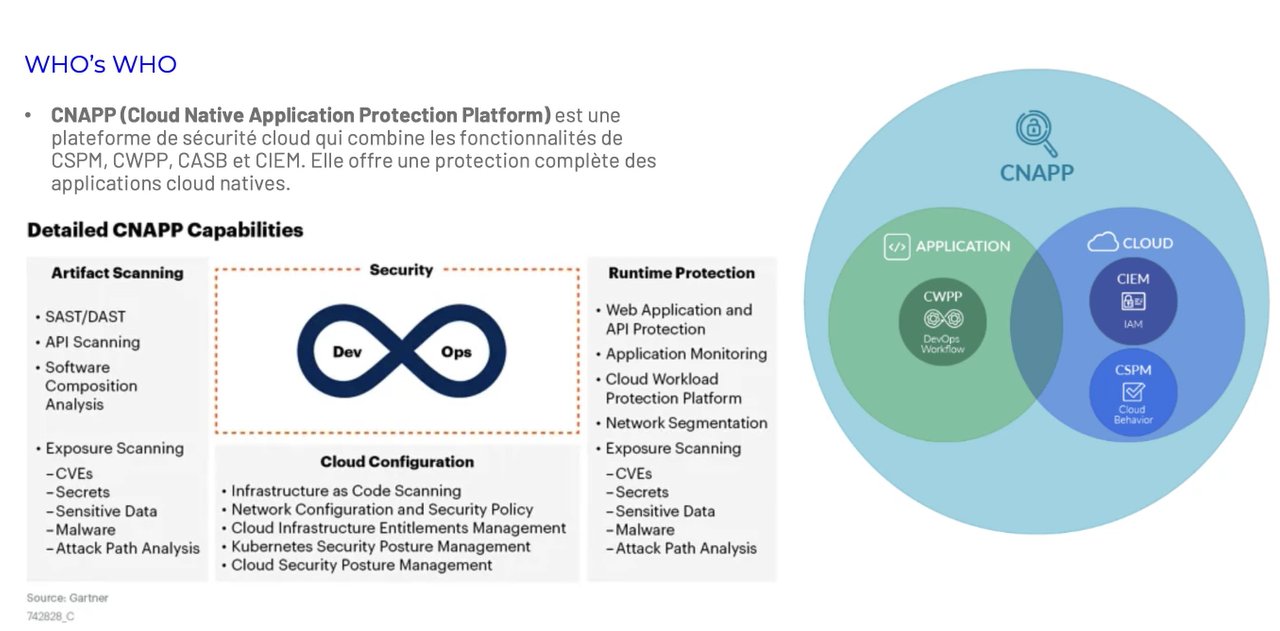 WHO’s WHO
• CNAPP (Cloud Native Application Protection Platform) est une
plateforme de sécurité cloud qui combine les fonctionnalités de
CSPM, CWPP, CASB et CIEM. Elle offre une protection complète des
applications cloud natives.
Detailed CNAPP Capabilities
Artifact Scanning
• SAST/DAST
• API Scanning
• Software
Composition
Analysis
• Exposure Scanning
–CVEs
–Secrets
–Sensitive Data
–Malware
–Attack Path Analysis
Security
Dev
Ops
Cloud Configuration
• Infrastructure as Code Scanning
• Network Configuration and Security Policy
• Cloud Infrastructure Entitlements Management
• Kubernetes Security Posture Management
• Cloud Security Posture Management
Runtime Protection
• Web Application and
API Protection
• Application Monitoring
• Cloud Workload
Protection Platform
• Network Segmentation
• Exposure Scanning
–CVEs
–Secrets
–Sensitive Data
–Malware
–Attack Path Analysis
Source: Gartner
742828_C
CNAPP
</> APPLICATION
CWPP
DevOps
Workflow
CLOUD
CIEM
IAM
CSPM
Cloud
Behavior